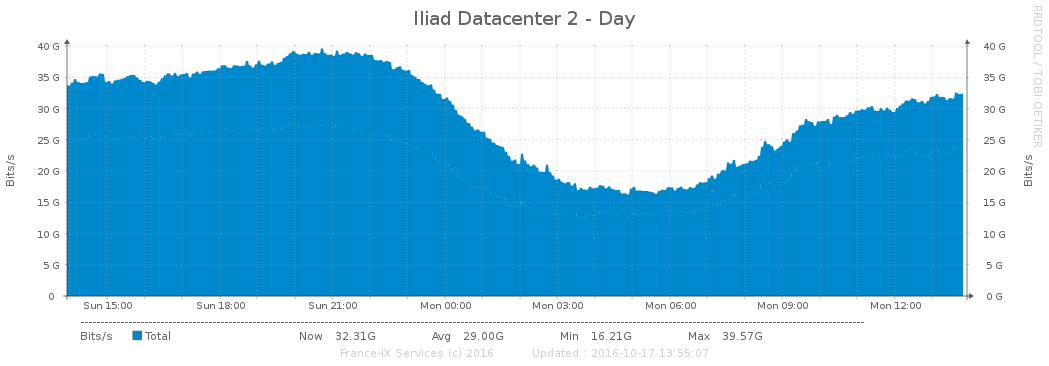 Iliad Datacenter 2 - Day
RRDTOOL / TOBI OETIKER
Bits/s
40 G
35 G
30 G
25 G
20 G
15 G
10 G
5 G
0
40 G
35 G
30 G
25 G
20 G
15 G
10 G
5 G
0 G
Bits/s
Sun 15:00 Sun 18:00 Sun 21:00 Mon 00:00 Mon 03:00 Mon 06:00 Mon 09:00 Mon 12:00
Bits/s Total Now 32.31G Avg 29.00G Min 16.21G Max 39.57G
France-IX Services (c) 2016 Updated : 2016-10-17 13:55:07